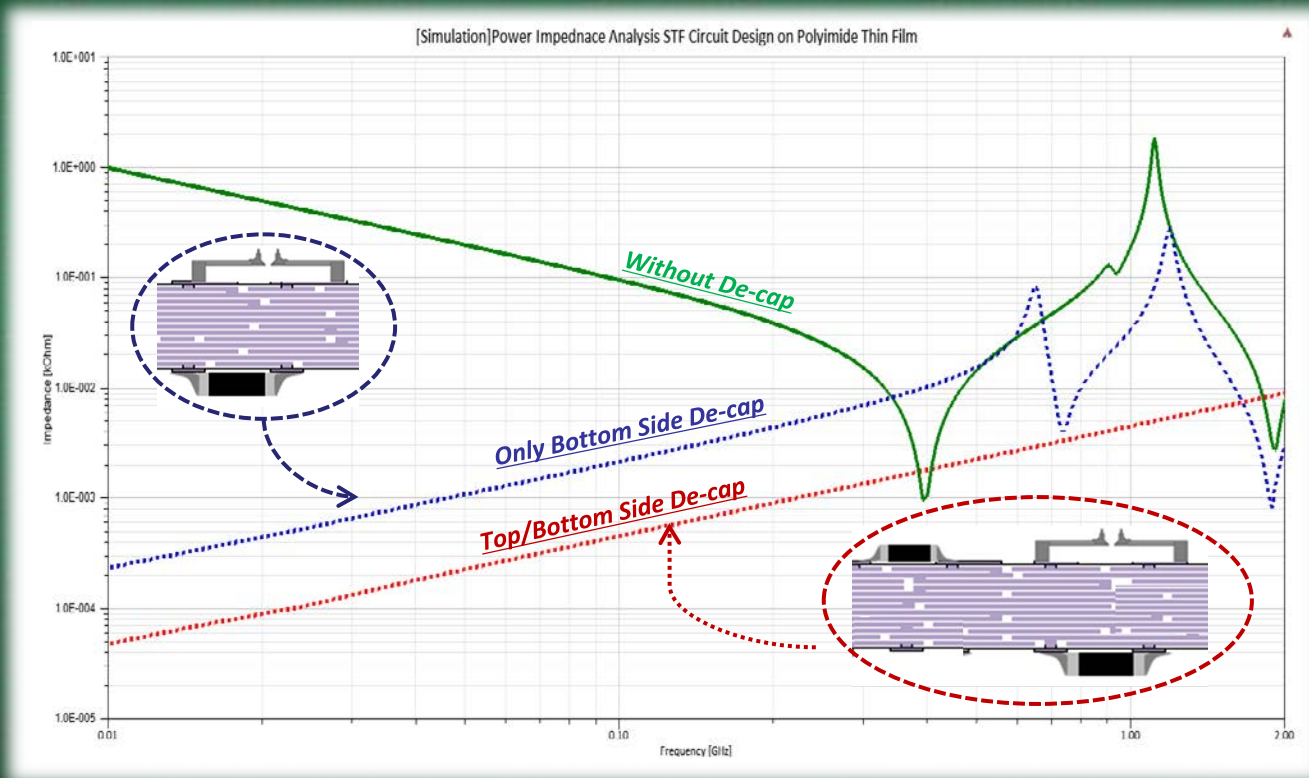 [Simulation]Power Impednace Analysis STF Circuit Design on Polyimide Thin Film
1.0E+001
1.0E+000
1.0E-001
1.0E-002
1.0E-003
1.0E-004
1.0E-005
Impedance [kOhm]
Without De-cap
Only Bottom Side De-cap
Top/Bottom Side De-cap
0.01
0.10
1.00
2.00
Frequency [GHz]